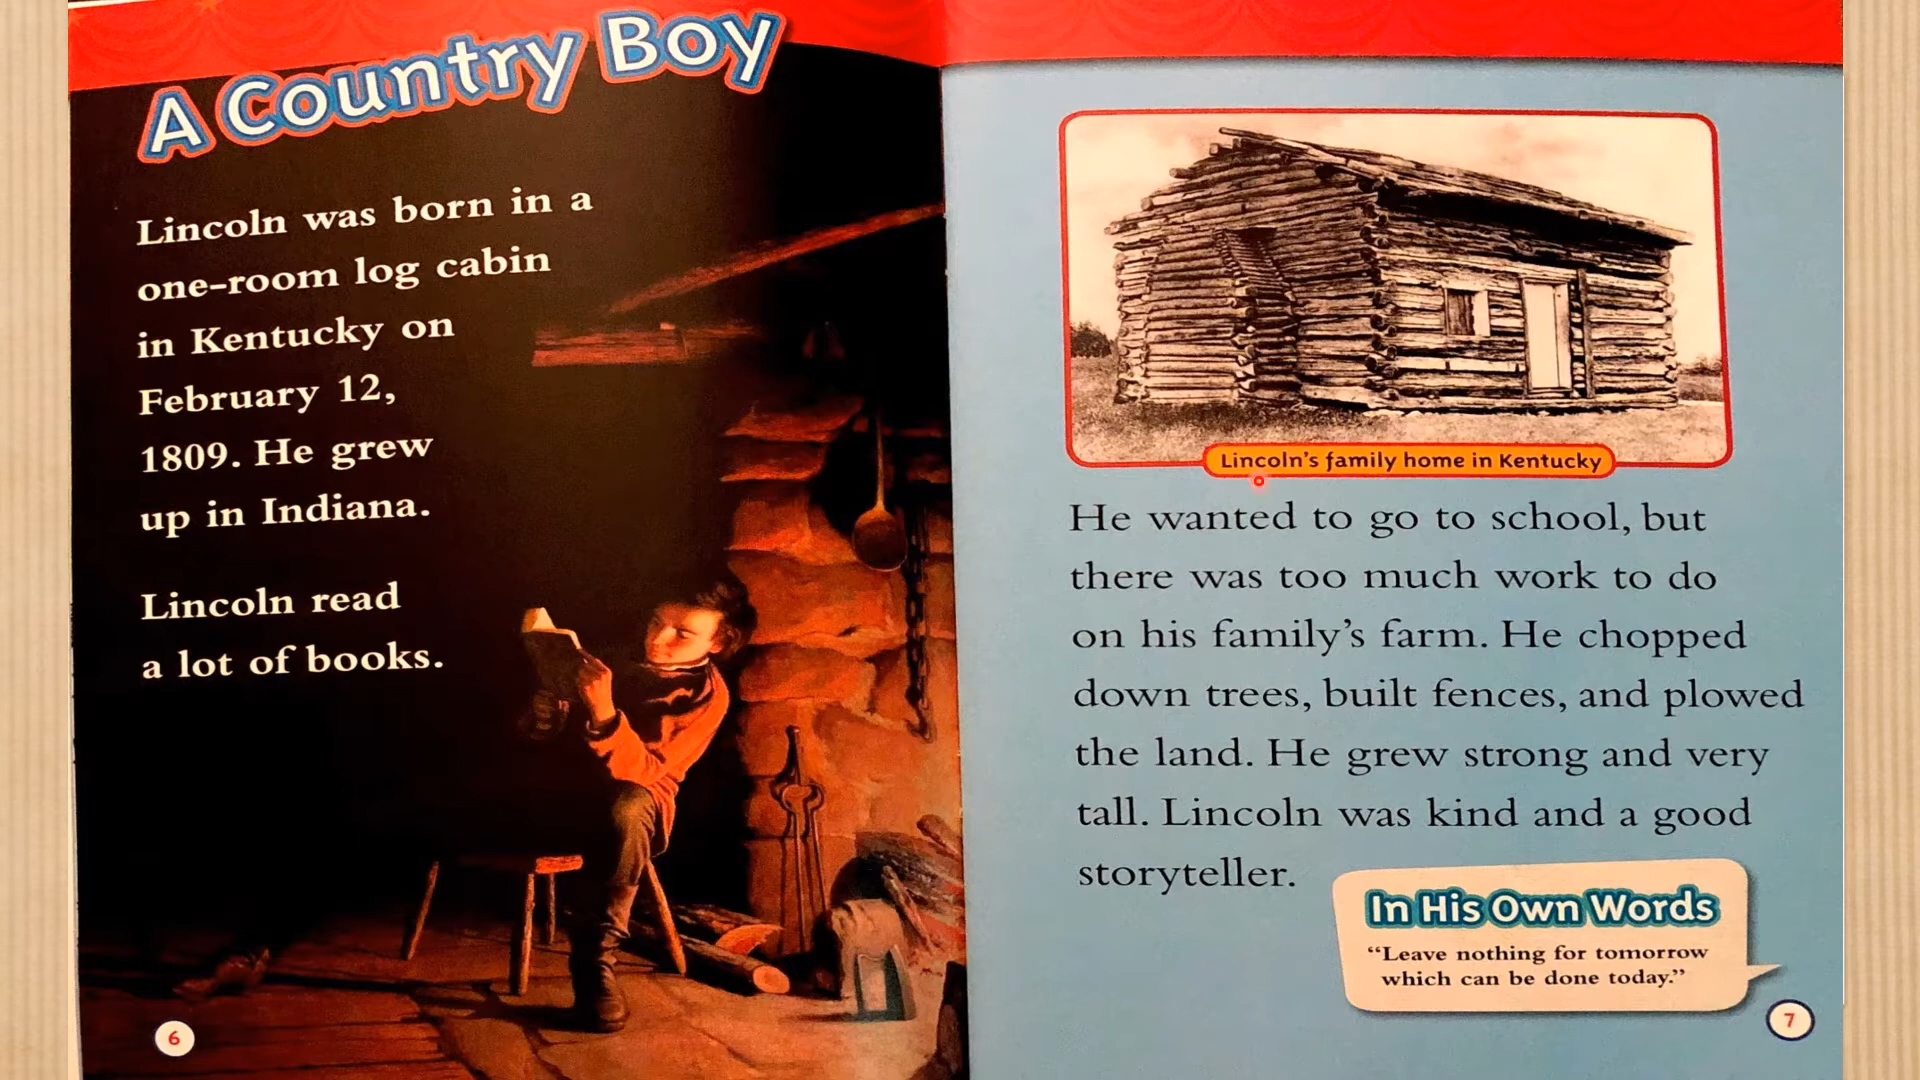 A Country Boy
Lincoln was born in a
one-room log cabin
in Kentucky on
February 12,
1809. He grew
up in Indiana.
Lincoln read
a lot of books.
6
Lincoln's family home in Kentucky
He wanted to go to school, but
there was too much work to do
on his family's farm. He chopped
down trees, built fences, and plowed
the land. He grew strong and very
tall. Lincoln was kind and a good
storyteller.
In His Own Words
“Leave nothing for tomorrow
which can be done today.”
7